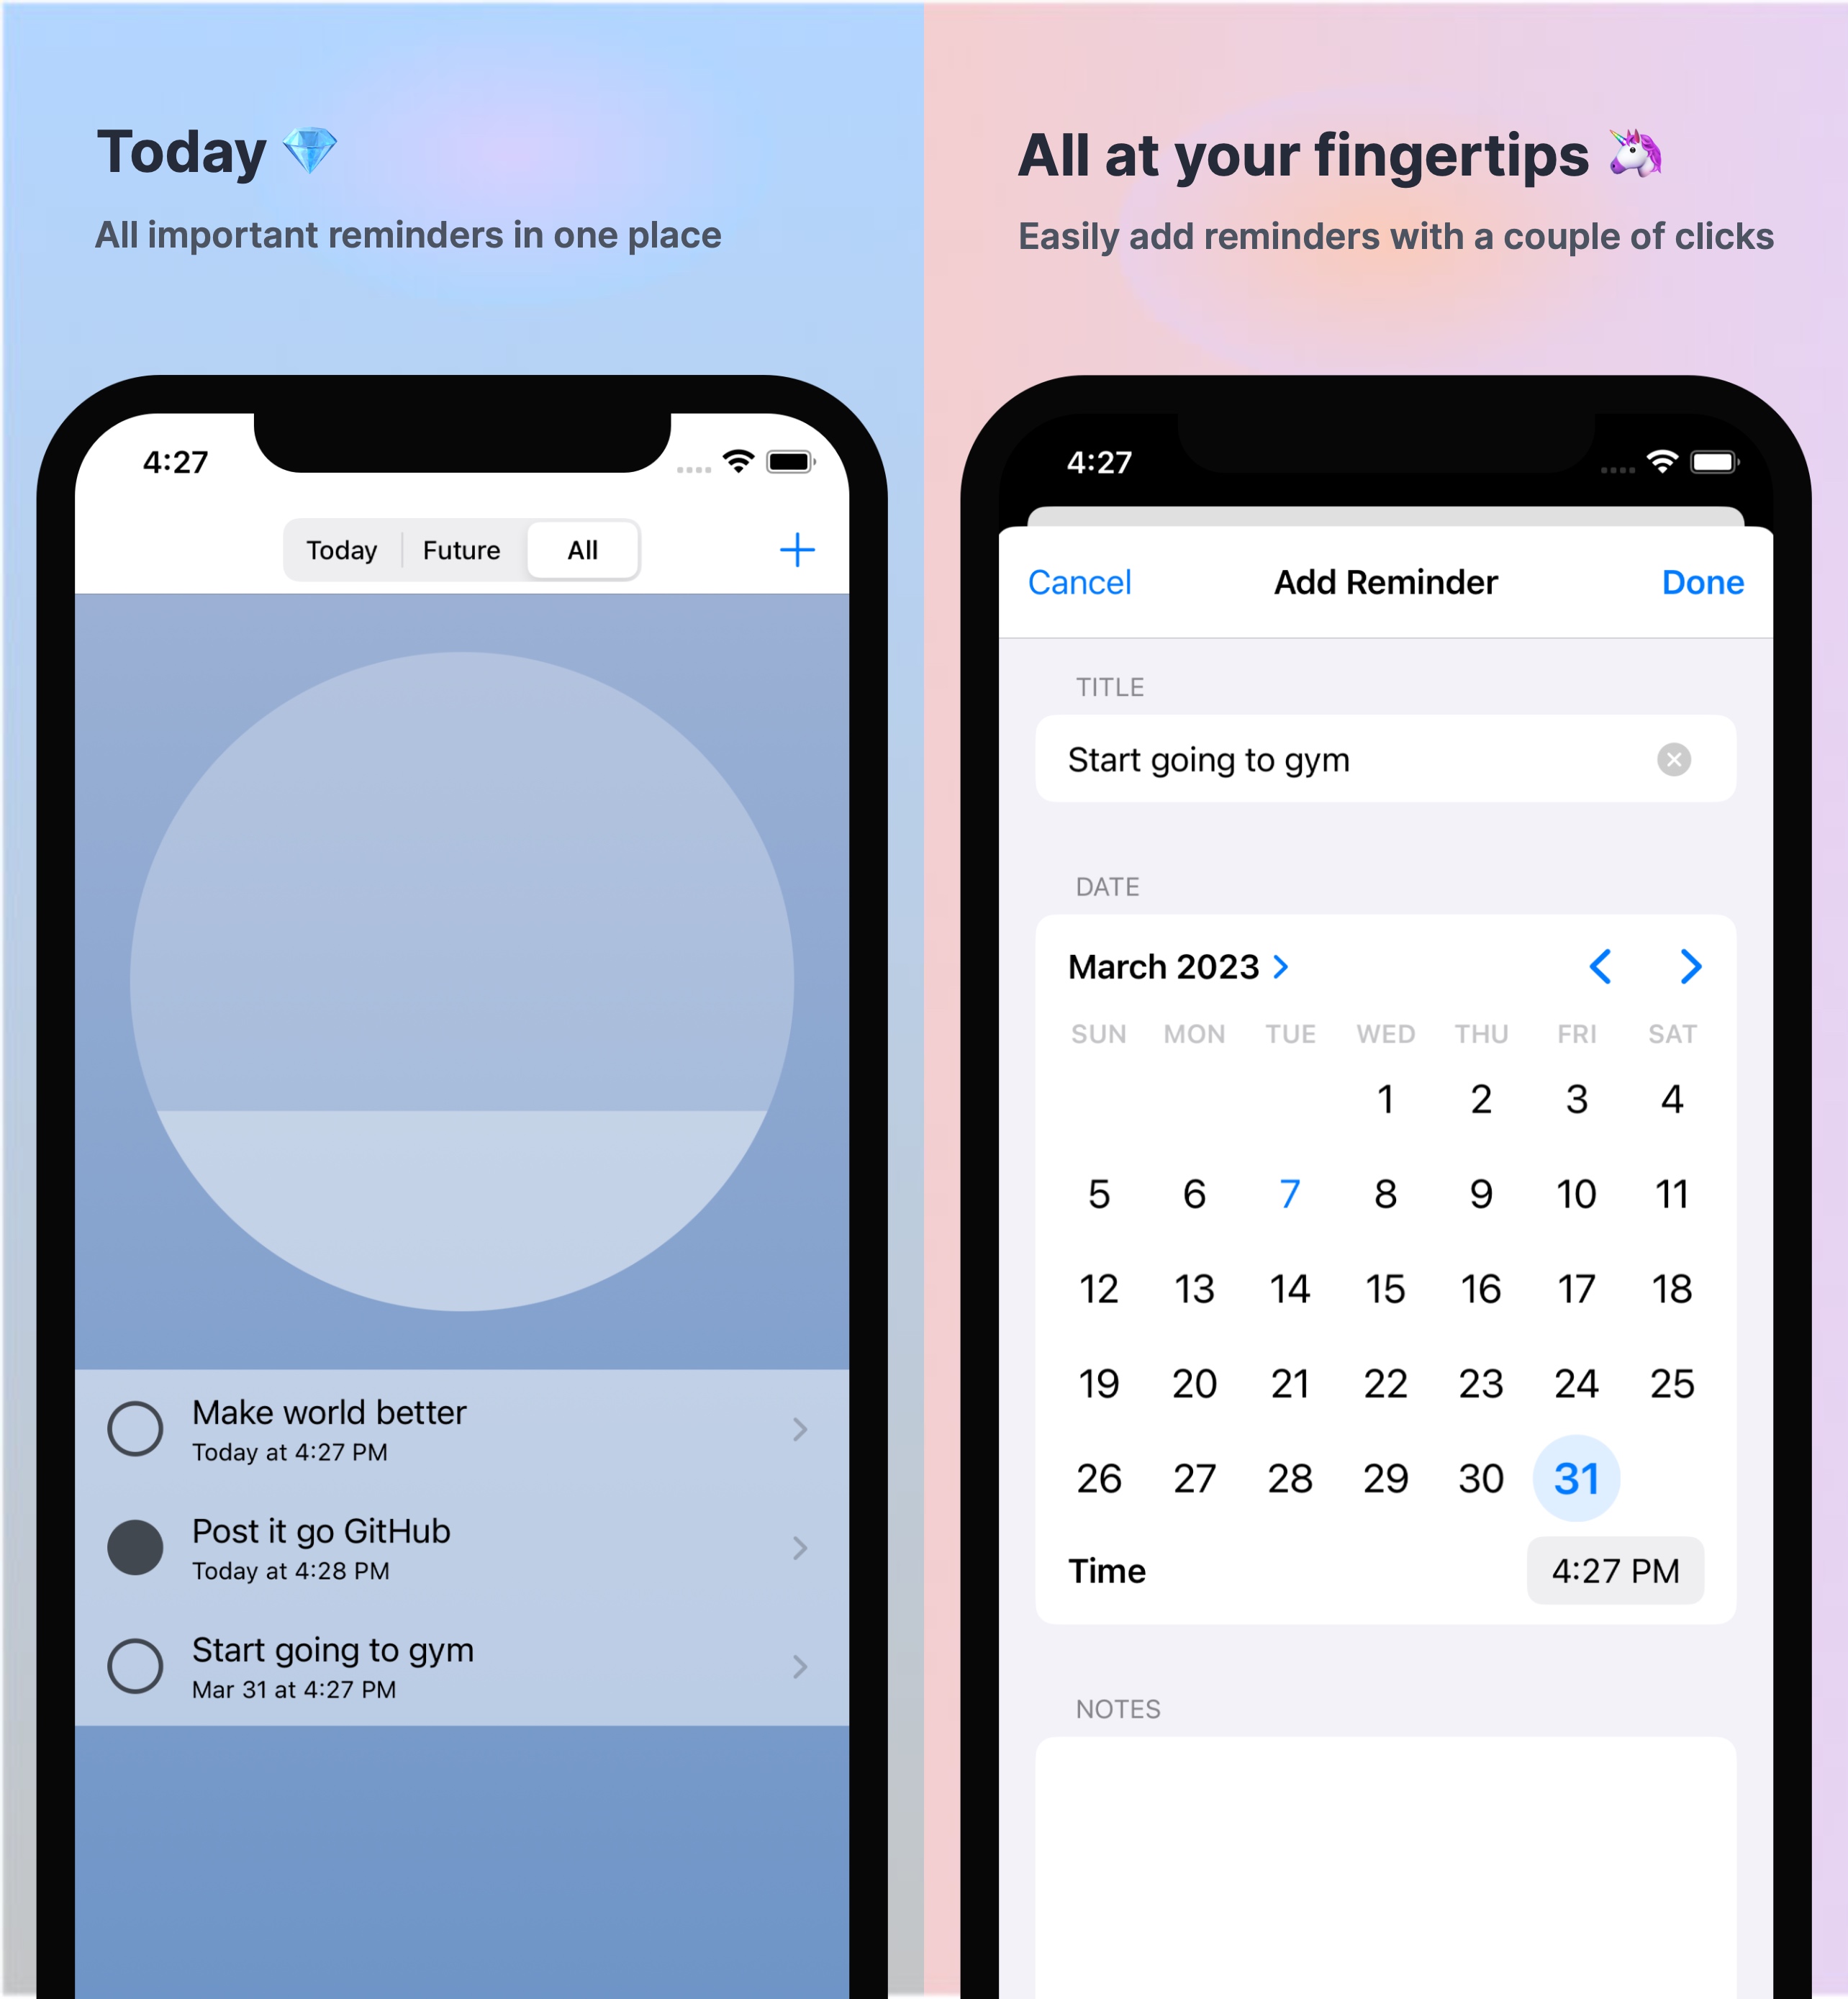 Today 💎
All important reminders in one place
4:27
Today Future All +
Make world better
Today at 4:27 PM
Post it go GitHub
Today at 4:28 PM
Start going to gym
Mar 31 at 4:27 PM
All at your fingertips 🦄
Easily add reminders with a couple of clicks
4:27
Cancel Add Reminder Done
TITLE
Start going to gym
DATE
March 2023
SUN MON TUE WED THU FRI SAT
1 2 3 4
5 6 7 8 9 10 11
12 13 14 15 16 17 18
19 20 21 22 23 24 25
26 27 28 29 30 31
Time 4:27 PM
NOTES